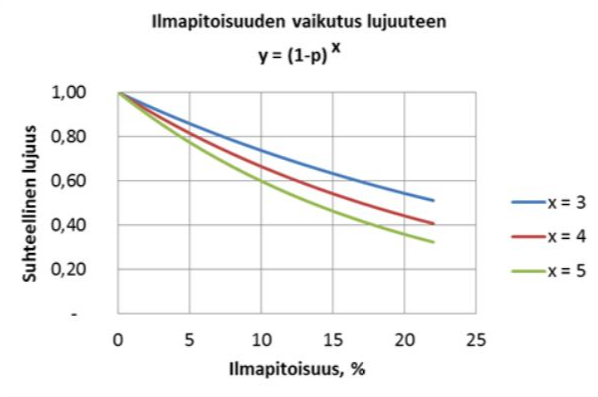 Ilmapitoisuuden vaikutus lujuuteen
y = (1-p) x
Suhteellinen lujuus
1,00
0,80
0,60
0,40
0,20
-
0 5 10 15 20 25
Ilmapitoisuus, %
x = 3
x = 4
x = 5